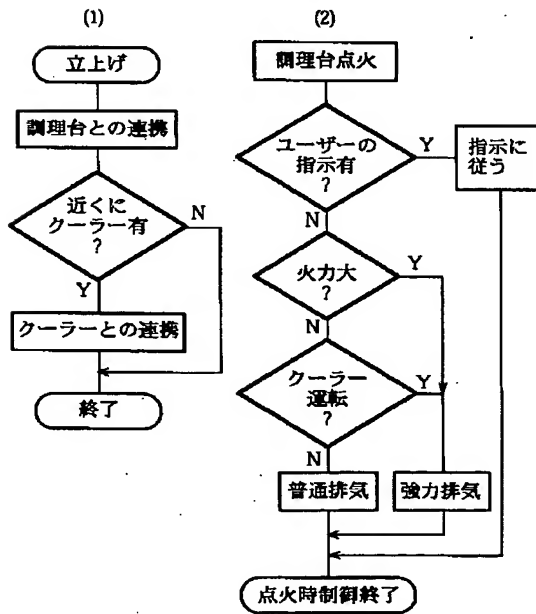 (1)
立上げ
調理台との連携
近くに
クーラー有
?
N
Y
クーラーとの連携
終了
(2)
調理台点火
ユーザーの
指示有
?
Y
指示に
従う
N
火力大
?
Y
N
クーラー
運転
?
Y
N
普通排気
強力排気
点火時制御終了